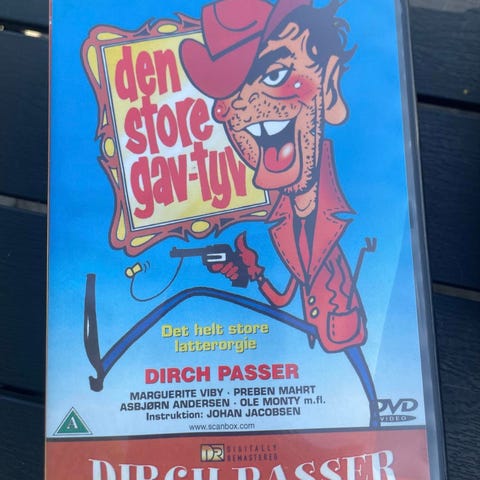 den
store
gav-tyv
Det helt store
latterorgie
DIRCH PASSER
MARGUERITE VIBY · PREBEN MAHRT
ASBJØRN ANDERSEN · OLE MONTY m.fl.
Instruktion: JOHAN JACOBSEN
www.scanbox.com
A
DVD
VIDEO
DR DIGITALLY
REMASTERED
DIRCH PASSER